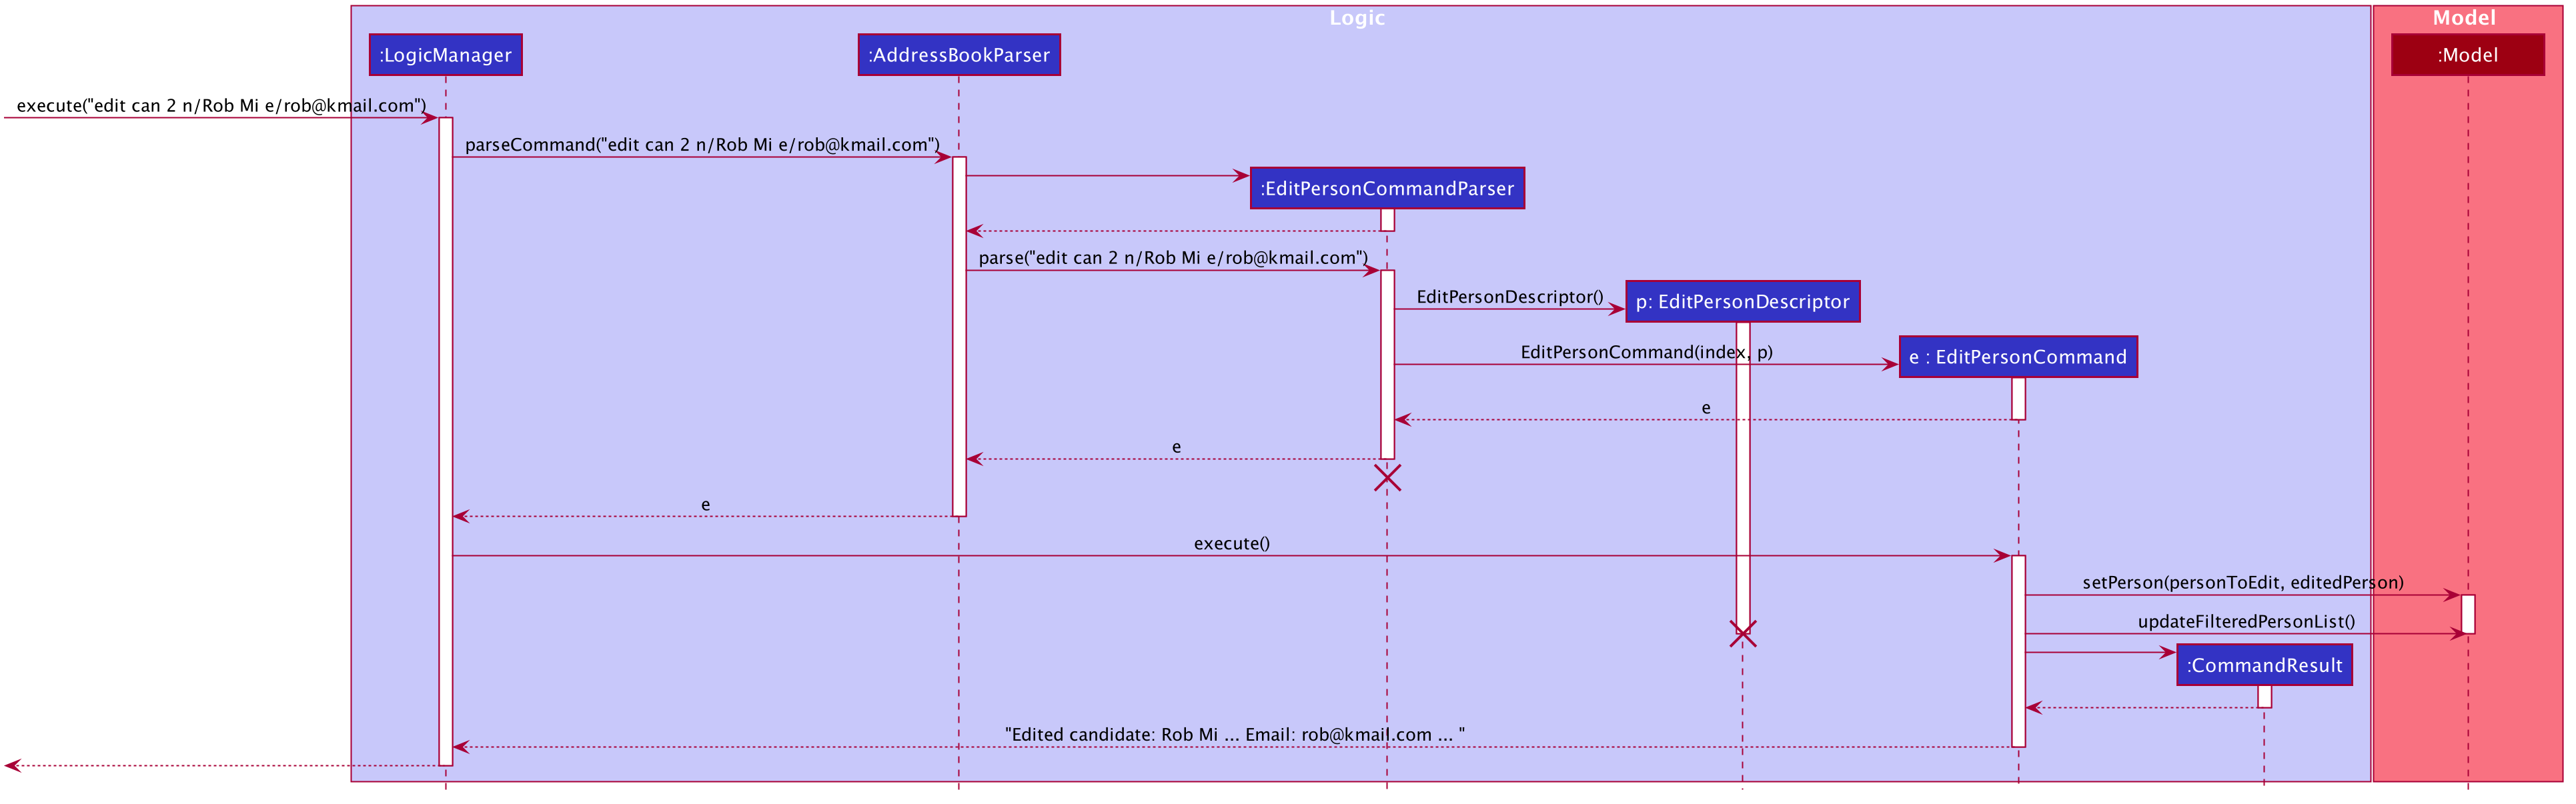 Logic
Model
:LogicManager
:AddressBookParser
:Model
execute("edit can 2 n/Rob Mi e/rob@kmail.com")
parseCommand("edit can 2 n/Rob Mi e/rob@kmail.com")
:EditPersonCommandParser
parse("edit can 2 n/Rob Mi e/rob@kmail.com")
EditPersonDescriptor()
p: EditPersonDescriptor
EditPersonCommand(index, p)
e : EditPersonCommand
e
e
e
execute()
setPerson(personToEdit, editedPerson)
updateFilteredPersonList()
:CommandResult
"Edited candidate: Rob Mi ... Email: rob@kmail.com ... "